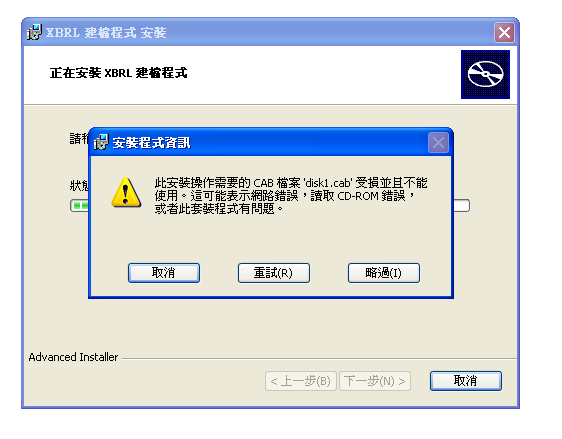 XBRL 建檔程式 安裝
正在安裝 XBRL 建檔程式
請稍
安裝程式資訊
狀態
此安裝操作需要的 CAB 檔案 'disk1.cab' 受損並且不能
使用。這可能表示網路錯誤，讀取 CD-ROM 錯誤，
或者此套裝程式有問題。
取消
重試(R)
略過(I)
Advanced Installer
< 上一步(B)
下一步(N) >
取消